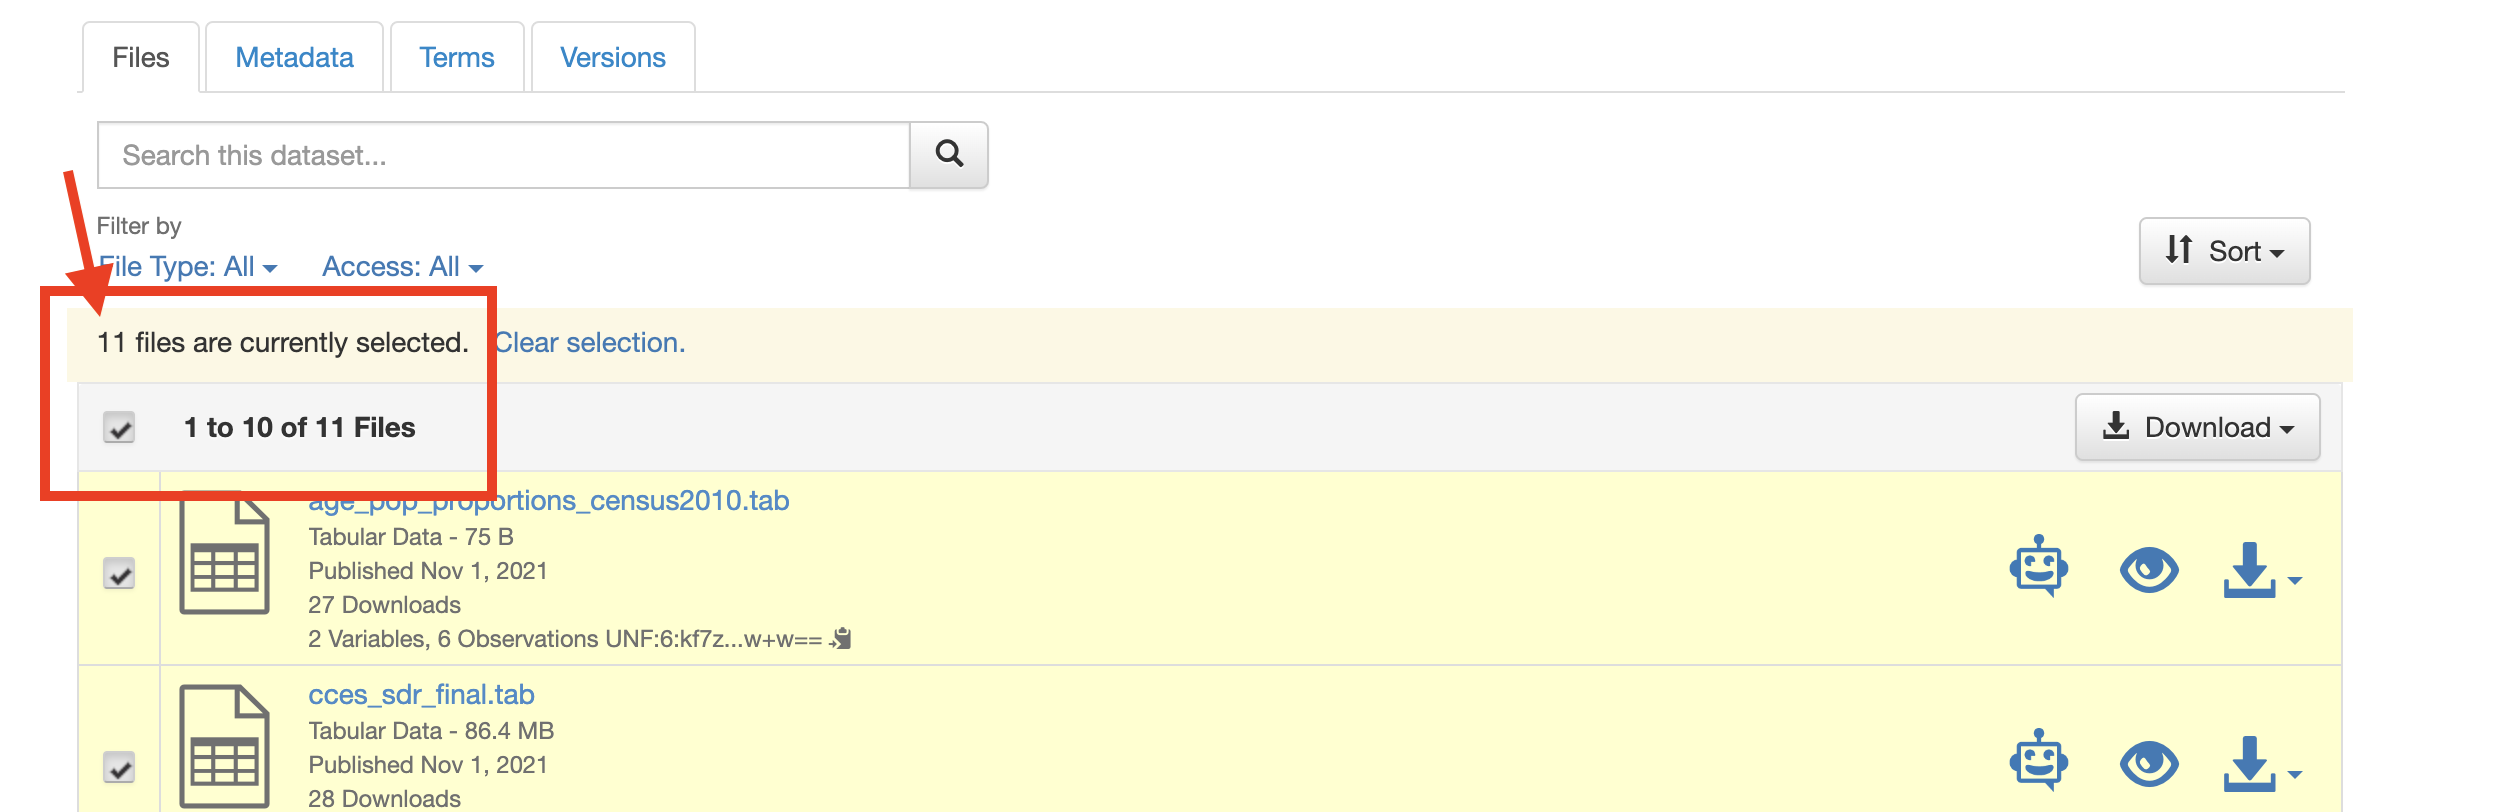 Files Metadata Terms Versions
Search this dataset...
Filter by
File Type: All Access: All
Sort
11 files are currently selected. Clear selection.
1 to 10 of 11 Files
Download
age_pop_proportions_census2010.tab
Tabular Data - 75 B
Published Nov 1, 2021
27 Downloads
2 Variables, 6 Observations UNF:6:kf7z...w+w==
cces_sdr_final.tab
Tabular Data - 86.4 MB
Published Nov 1, 2021
28 Downloads